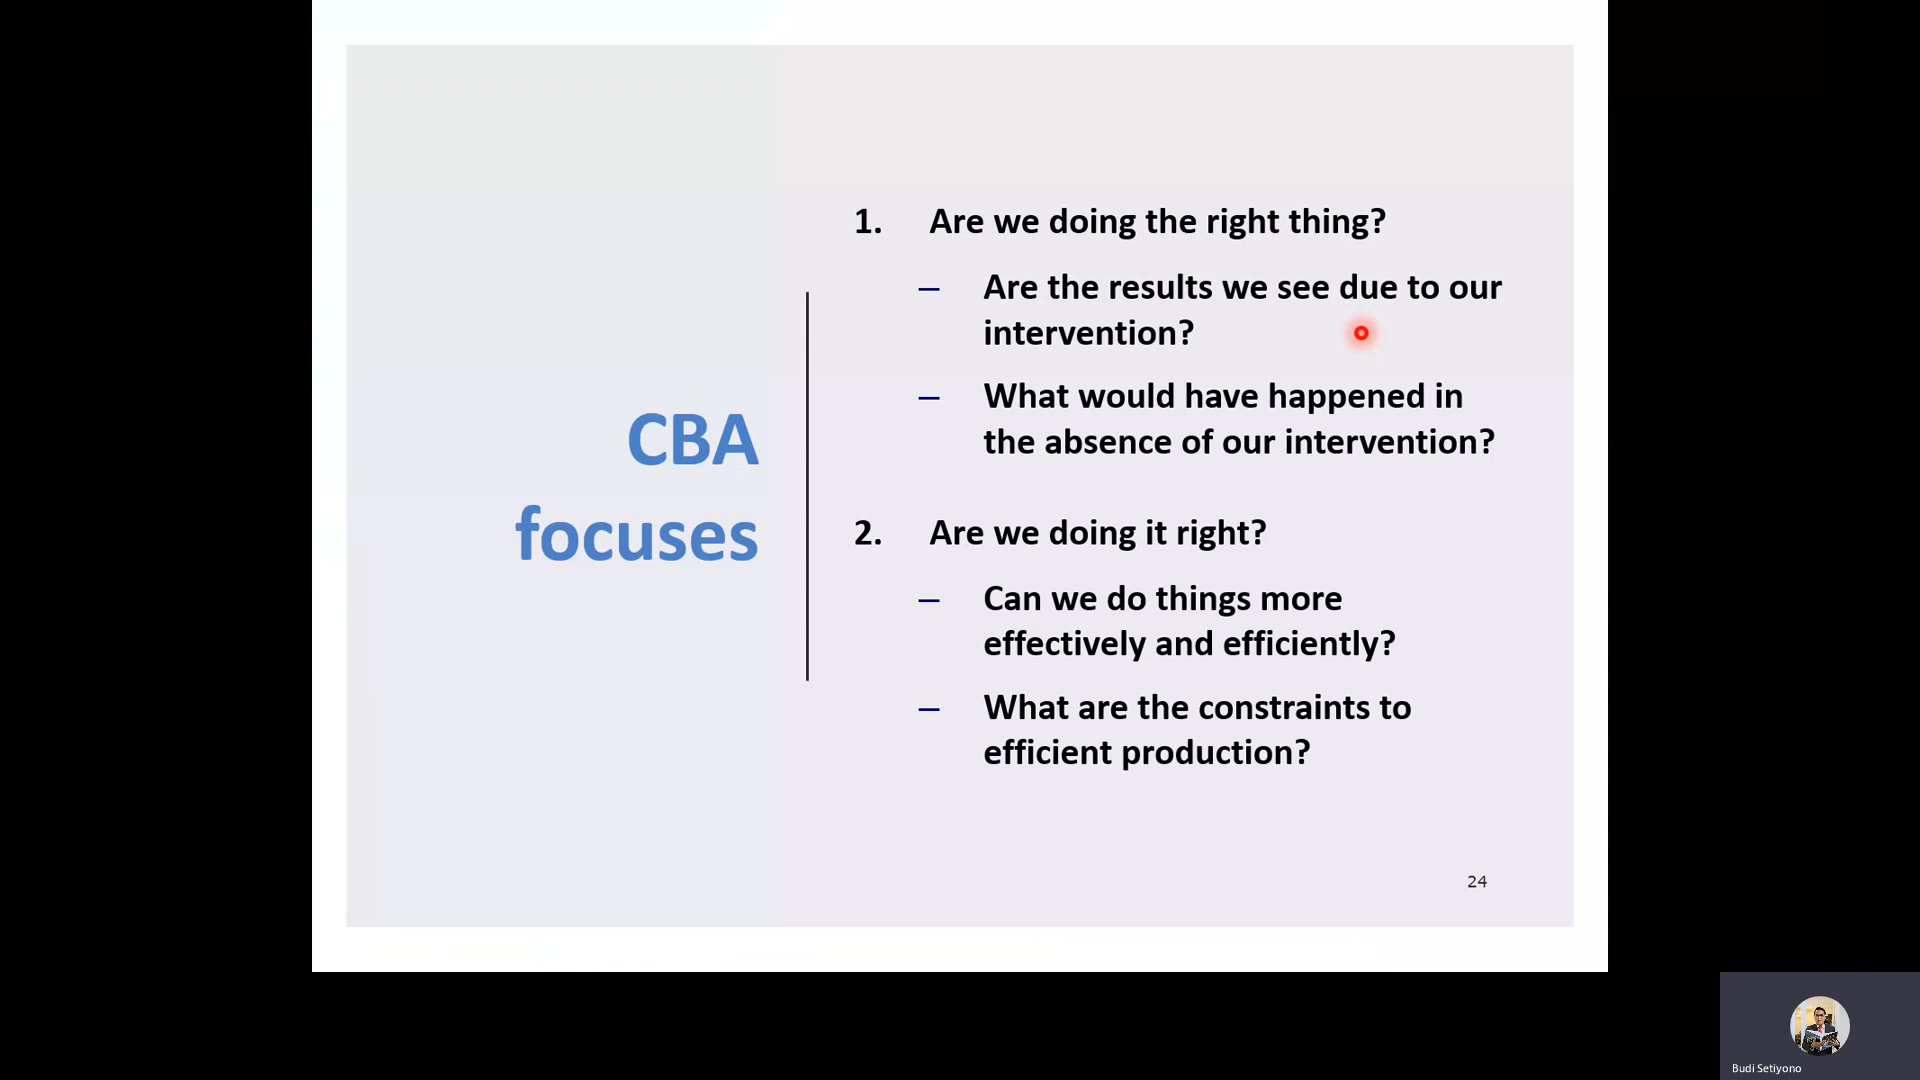 CBA
focuses
1. Are we doing the right thing?
– Are the results we see due to our
intervention?
– What would have happened in
the absence of our intervention?
2. Are we doing it right?
– Can we do things more
effectively and efficiently?
– What are the constraints to
efficient production?
24
Budi Setiyono